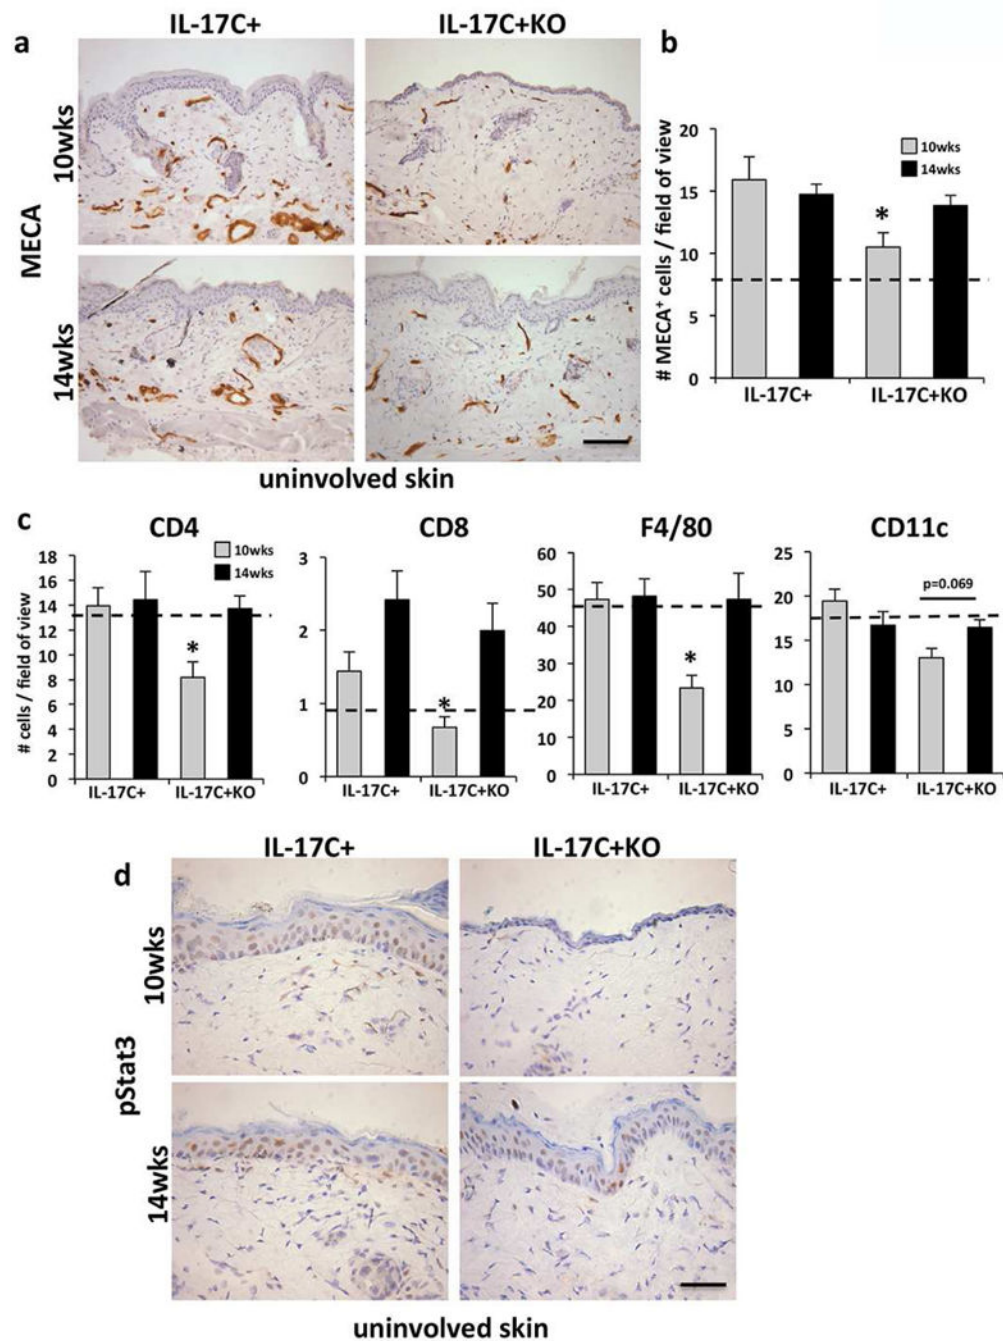 a
IL-17C+
IL-17C+KO
MECA
10wks
14wks
uninvolved skin
b
# MECA⁺ cells / field of view
20
15
10
5
0
10wks
14wks
*
IL-17C+
IL-17C+KO
c
CD4
# cells / field of view
18
16
14
12
10
8
6
4
2
0
10wks
14wks
*
IL-17C+
IL-17C+KO
CD8
3
2
1
0
*
IL-17C+
IL-17C+KO
F4/80
60
50
40
30
20
10
0
*
IL-17C+
IL-17C+KO
CD11c
25
20
15
10
5
0
p=0.069
IL-17C+
IL-17C+KO
d
IL-17C+
IL-17C+KO
pStat3
10wks
14wks
uninvolved skin